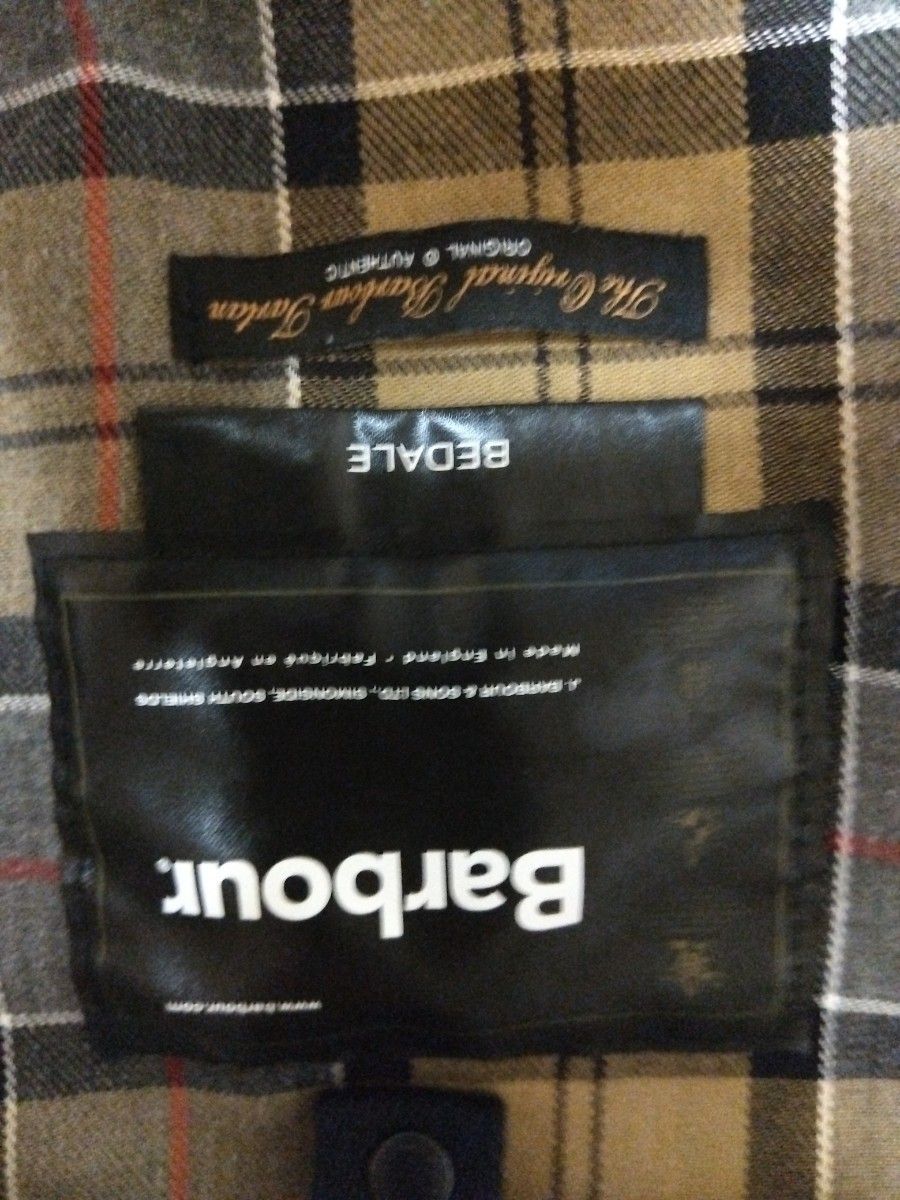 www.barbour.com
Barbour.
J. BARBOUR & SONS LTD., SIMONSIDE, SOUTH SHIELDS
Made in England · Fabriqué en Angleterre
BEDALE
The Original Barbour Tartan
ORIGINAL & AUTHENTIC